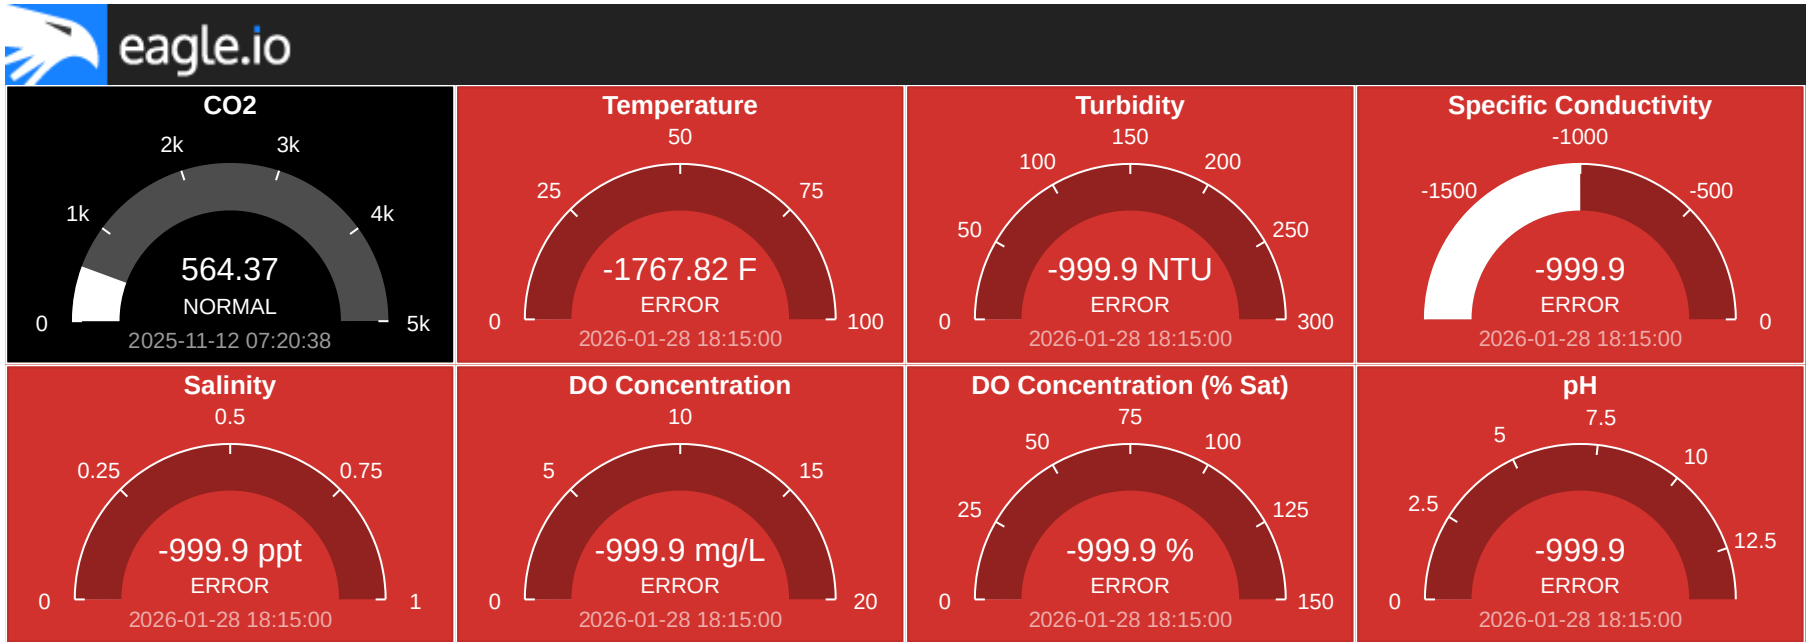 eagle.io
CO2
2k
3k
1k
4k
564.37
NORMAL
0
5k
2025-11-12 07:20:38
Temperature
50
25
75
-1767.82 F
ERROR
0
100
2026-01-28 18:15:00
Turbidity
150
100
200
50
250
-999.9 NTU
ERROR
0
300
2026-01-28 18:15:00
Specific Conductivity
-1000
-1500
-500
-999.9
ERROR
0
2026-01-28 18:15:00
Salinity
0.5
0.25
0.75
-999.9 ppt
ERROR
0
1
2026-01-28 18:15:00
DO Concentration
10
5
15
-999.9 mg/L
ERROR
0
20
2026-01-28 18:15:00
DO Concentration (% Sat)
75
50
100
25
125
-999.9 %
ERROR
0
150
2026-01-28 18:15:00
pH
7.5
5
10
2.5
12.5
-999.9
ERROR
0
2026-01-28 18:15:00